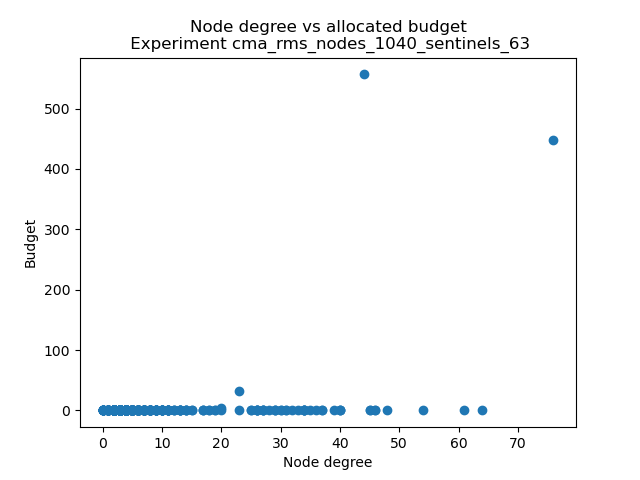 Node degree vs allocated budget
Experiment cma_rms_nodes_1040_sentinels_63
Budget
500
400
300
200
100
0
0 10 20 30 40 50 60 70
Node degree